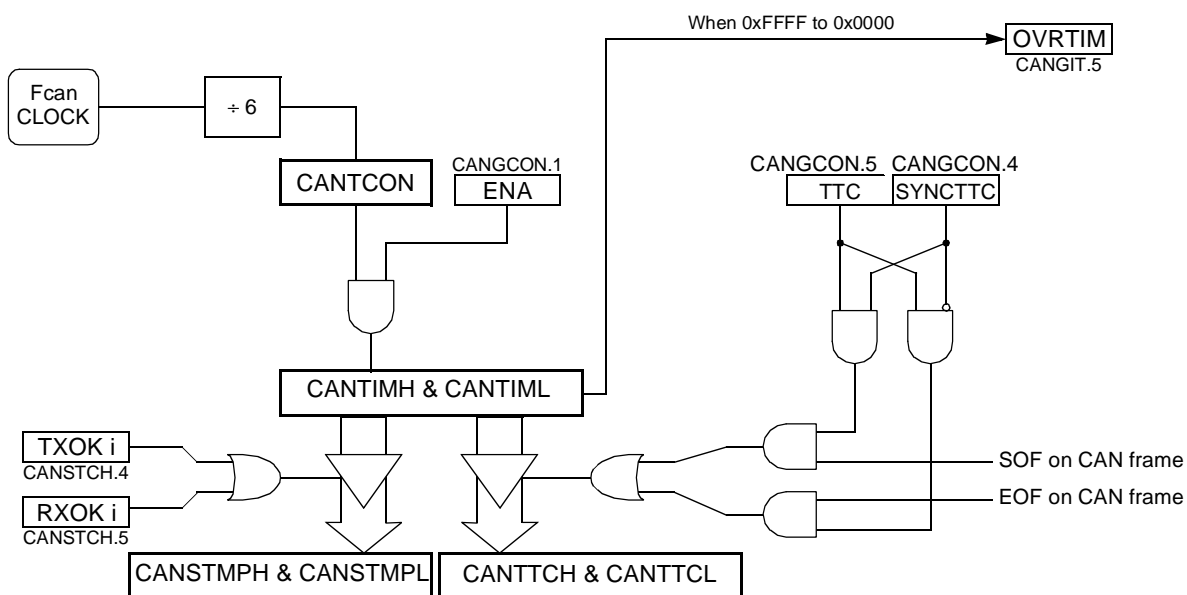 When 0xFFFF to 0x0000
OVRTIM
CANGIT.5
Fcan
CLOCK
÷ 6
CANTCON
CANGCON.1
ENA
CANGCON.5 CANGCON.4
TTC SYNCTTC
CANTIMH & CANTIML
TXOK i
CANSTCH.4
RXOK i
CANSTCH.5
SOF on CAN frame
EOF on CAN frame
CANSTMPH & CANSTMPL
CANTTCH & CANTTCL